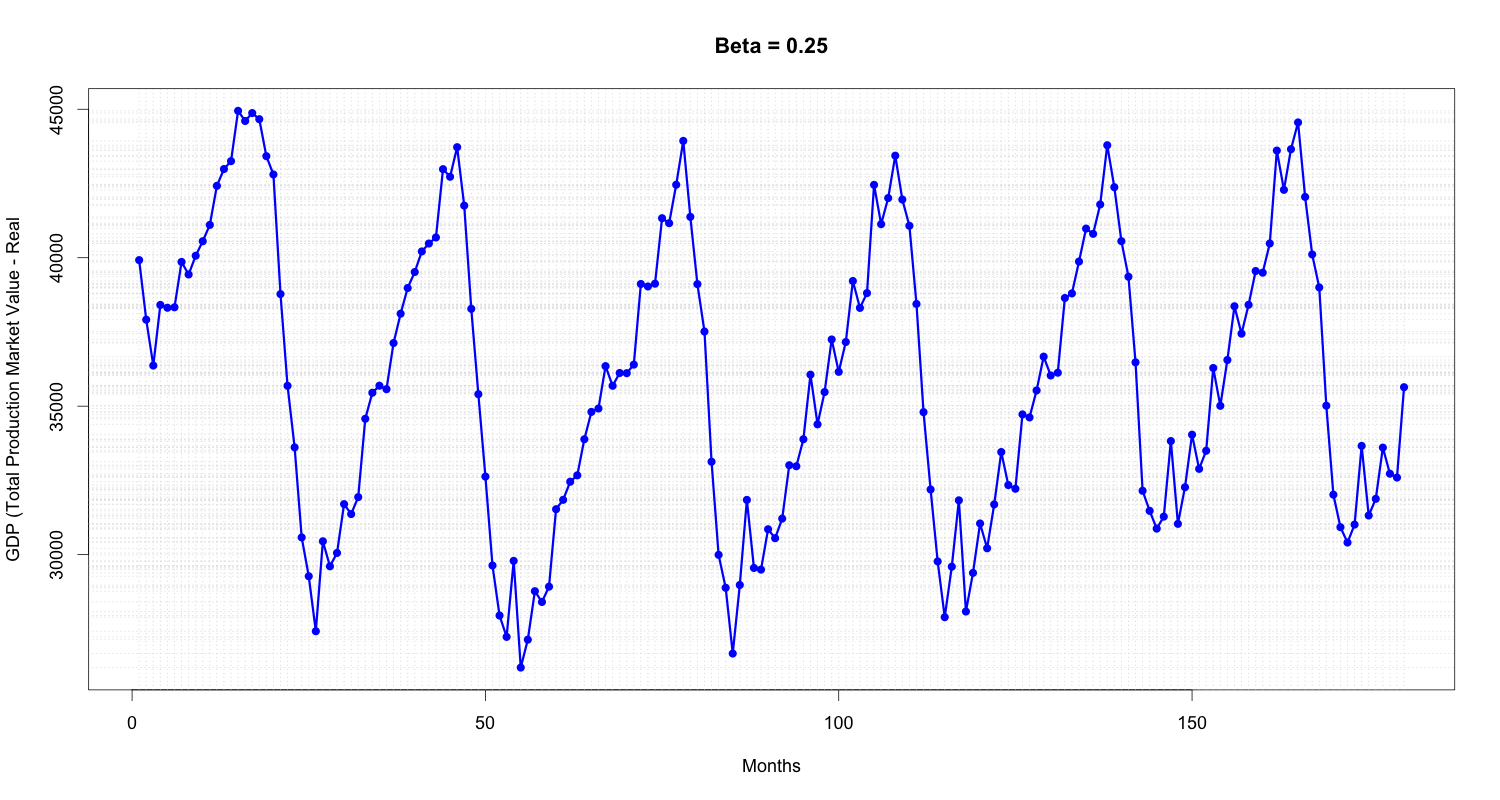 Beta = 0.25
GDP (Total Production Market Value - Real
45000
40000
35000
30000
0 50 100 150
Months